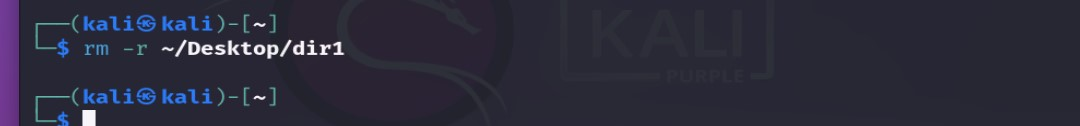 ┌──(kali㉿kali)-[~]
└─$ rm -r ~/Desktop/dir1
┌──(kali㉿kali)-[~]
└─$
KALI
PURPLE